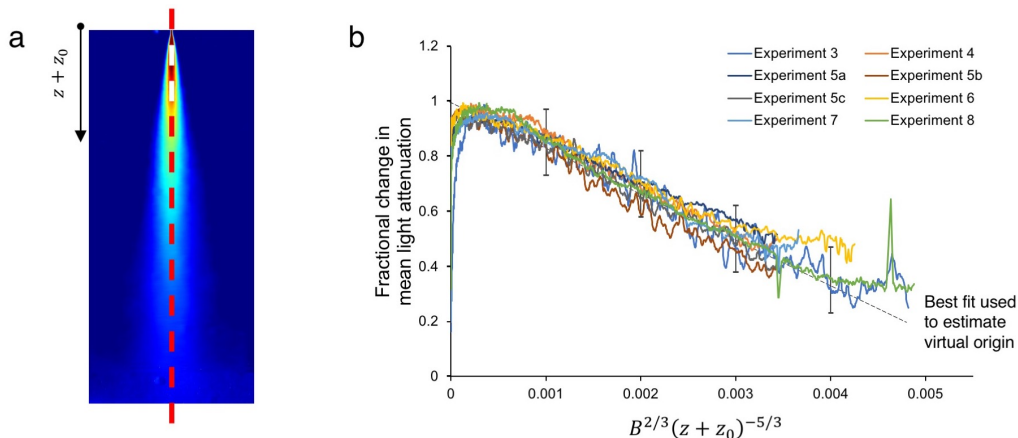 a
z + z₀
b
Fractional change in
mean light attenuation
1.2
1
0.8
0.6
0.4
0.2
0
0
0.001
0.002
0.003
0.004
0.005
Experiment 3
Experiment 4
Experiment 5a
Experiment 5b
Experiment 5c
Experiment 6
Experiment 7
Experiment 8
Best fit used
to estimate
virtual origin
B^{2/3}(z + z₀)^{−5/3}